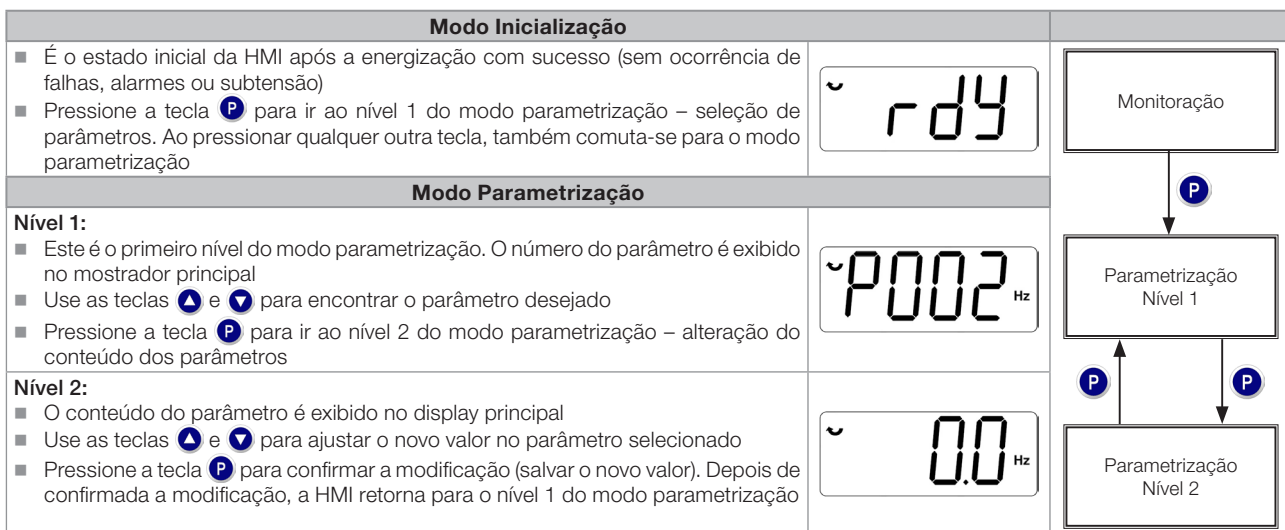 Modo Inicialização
■ É o estado inicial da HMI após a energização com sucesso (sem ocorrência de
falhas, alarmes ou subtensão)
■ Pressione a tecla P para ir ao nível 1 do modo parametrização – seleção de
parâmetros. Ao pressionar qualquer outra tecla, também comuta-se para o modo
parametrização
rdy
Modo Parametrização
Nível 1:
■ Este é o primeiro nível do modo parametrização. O número do parâmetro é exibido
no mostrador principal
■ Use as teclas e para encontrar o parâmetro desejado
■ Pressione a tecla P para ir ao nível 2 do modo parametrização – alteração do
conteúdo dos parâmetros
P002 Hz
Nível 2:
■ O conteúdo do parâmetro é exibido no display principal
■ Use as teclas e para ajustar o novo valor no parâmetro selecionado
■ Pressione a tecla P para confirmar a modificação (salvar o novo valor). Depois de
confirmada a modificação, a HMI retorna para o nível 1 do modo parametrização
0.0 Hz
Monitoração
P
Parametrização
Nível 1
P
P
Parametrização
Nível 2